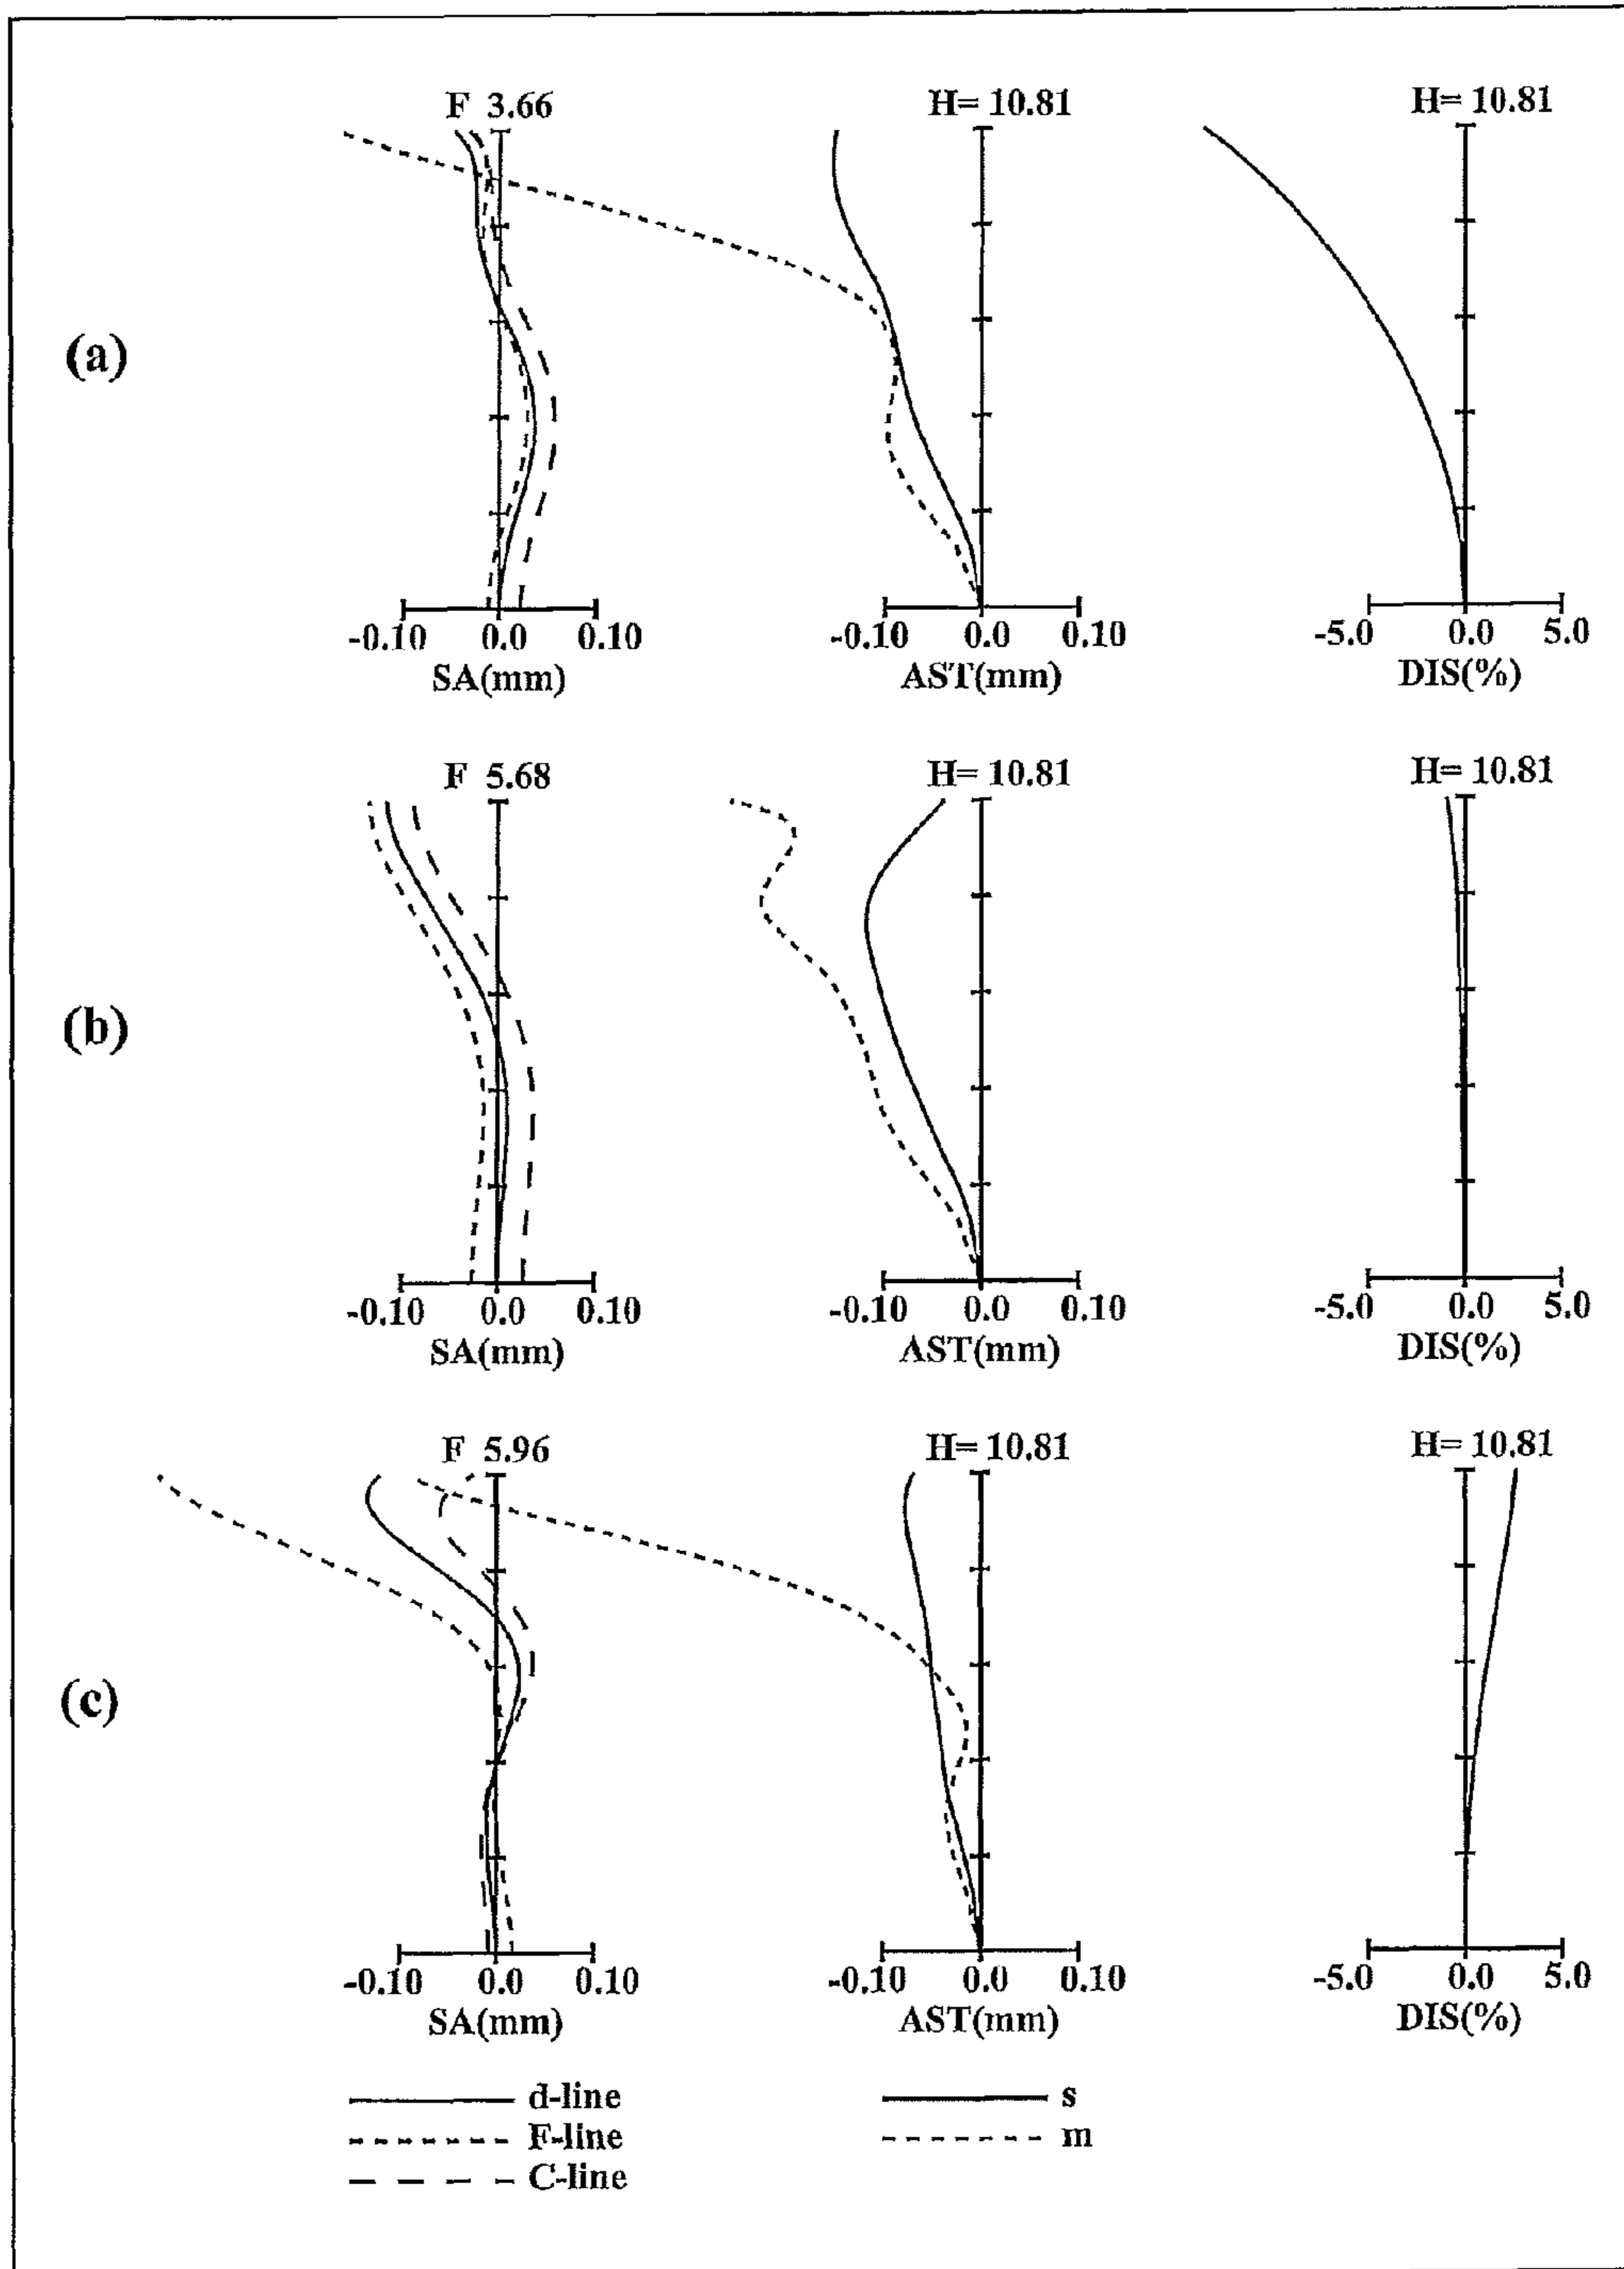 F 3.66
H= 10.81
H= 10.81
(a)
-0.10 0.0 0.10
SA(mm)
-0.10 0.0 0.10
AST(mm)
-5.0 0.0 5.0
DIS(%)
F 5.68
H= 10.81
H= 10.81
(b)
-0.10 0.0 0.10
SA(mm)
-0.10 0.0 0.10
AST(mm)
-5.0 0.0 5.0
DIS(%)
F 5.96
H= 10.81
H= 10.81
(c)
-0.10 0.0 0.10
SA(mm)
-0.10 0.0 0.10
AST(mm)
-5.0 0.0 5.0
DIS(%)
d-line
F-line
C-line
s
m